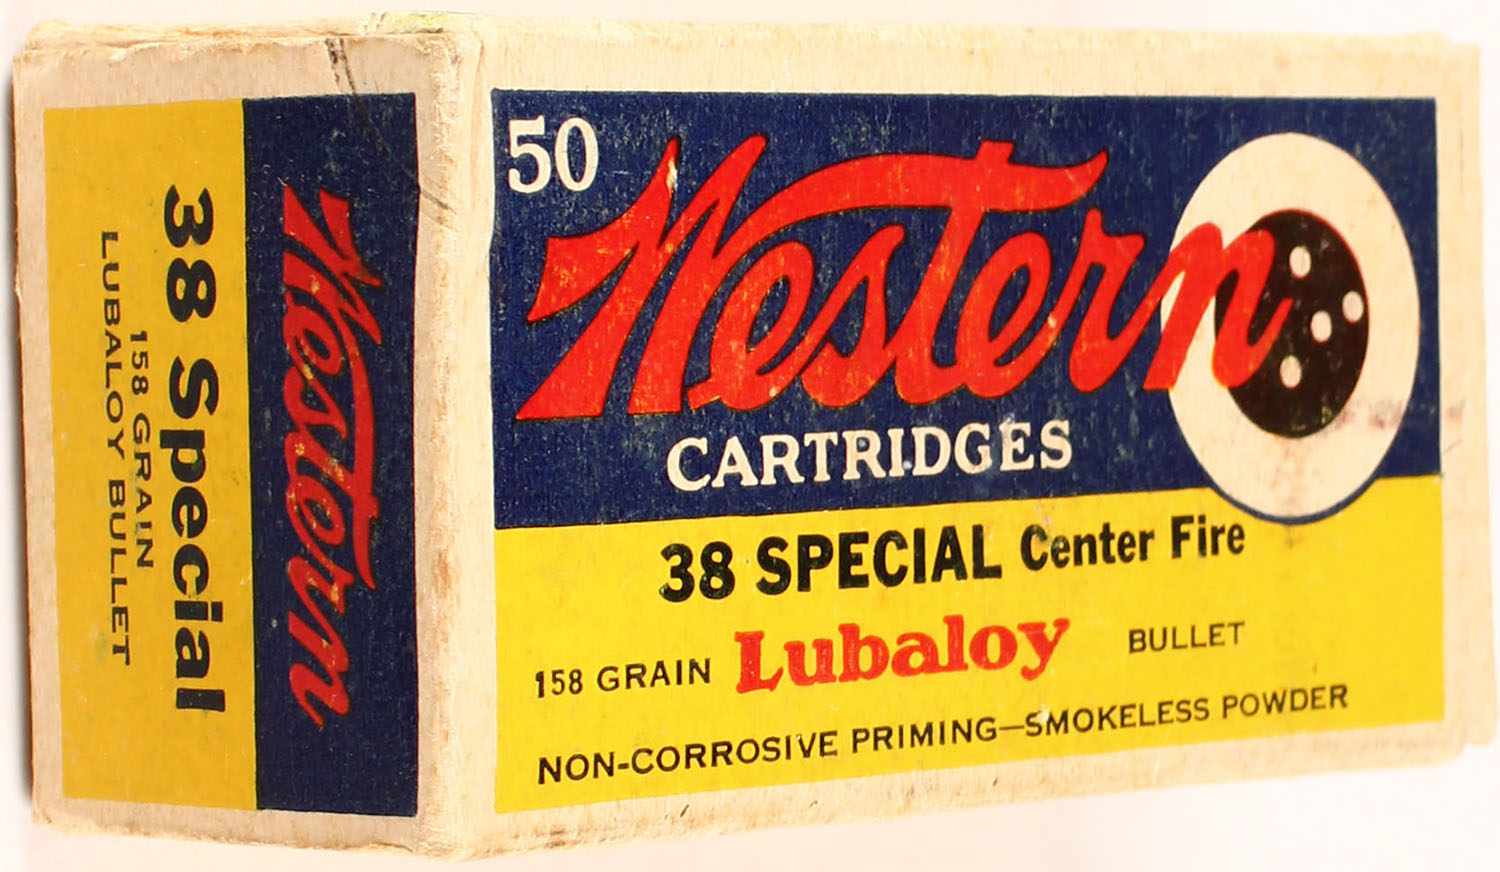 50
Western
CARTRIDGES
38 SPECIAL Center Fire
158 GRAIN Lubaloy BULLET
NON-CORROSIVE PRIMING—SMOKELESS POWDER
Western
38 Special
158 GRAIN
LUBALOY BULLET